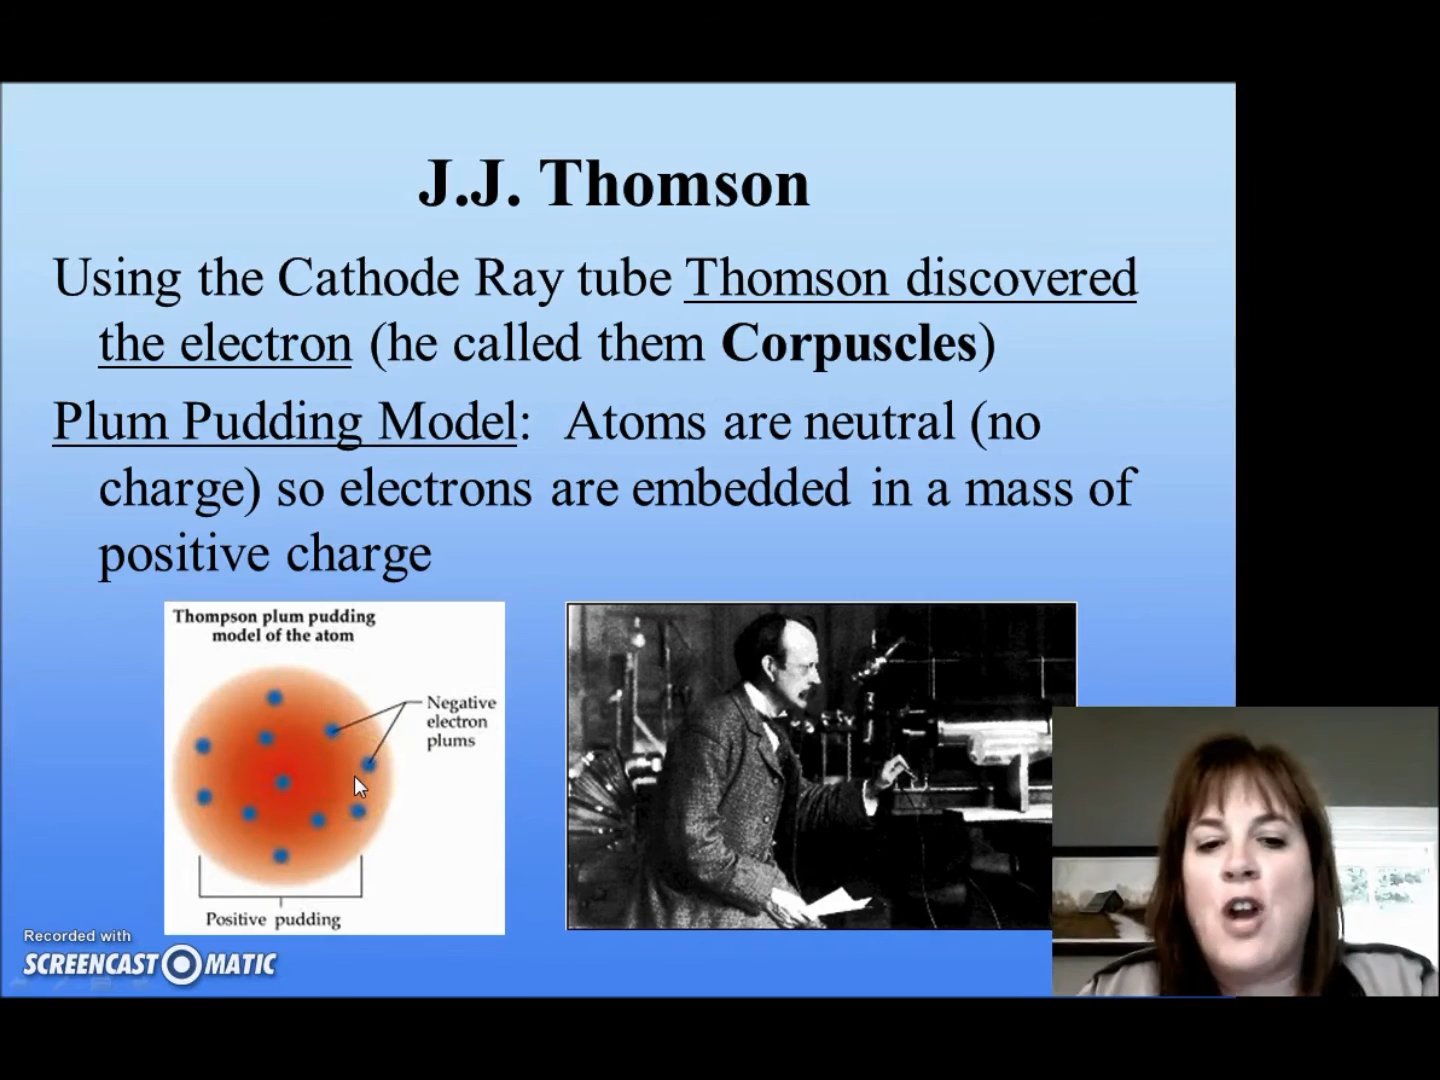 J.J. Thomson
Using the Cathode Ray tube Thomson discovered
the electron (he called them Corpuscles)
Plum Pudding Model: Atoms are neutral (no
charge) so electrons are embedded in a mass of
positive charge
Thompson plum pudding
model of the atom
Negative
electron
plums
Positive pudding
Recorded with
SCREENCAST MATIC